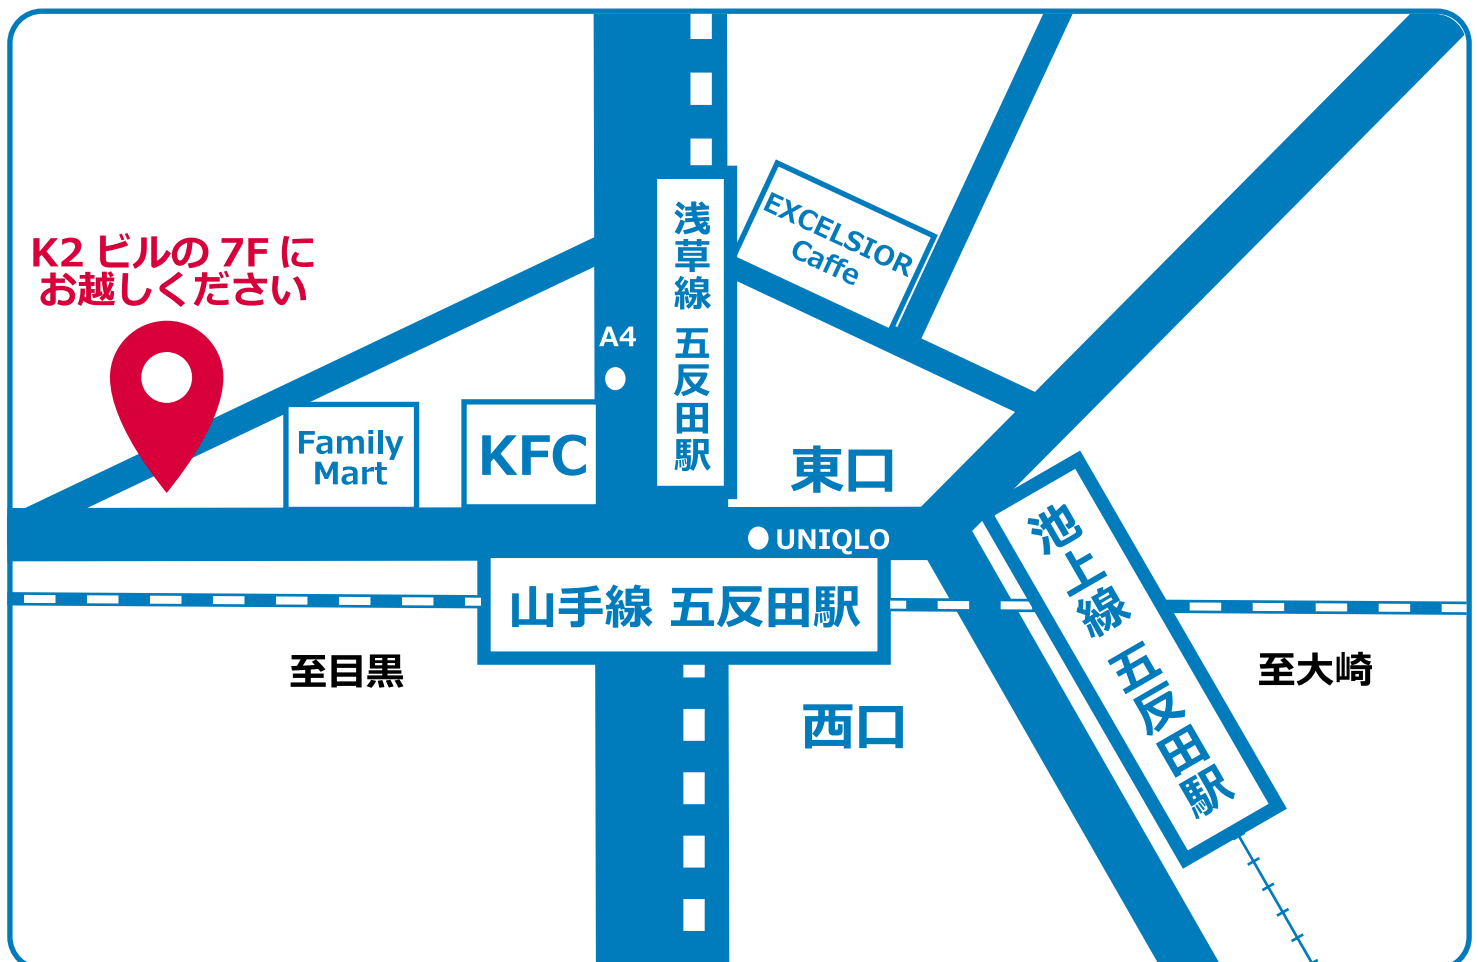 K2 ビルの 7F に
お越しください
浅草線 五反田駅
EXCELSIOR
Caffe
A4
Family
Mart
KFC
東口
UNIQLO
池上線 五反田駅
山手線 五反田駅
至目黒
至大崎
西口